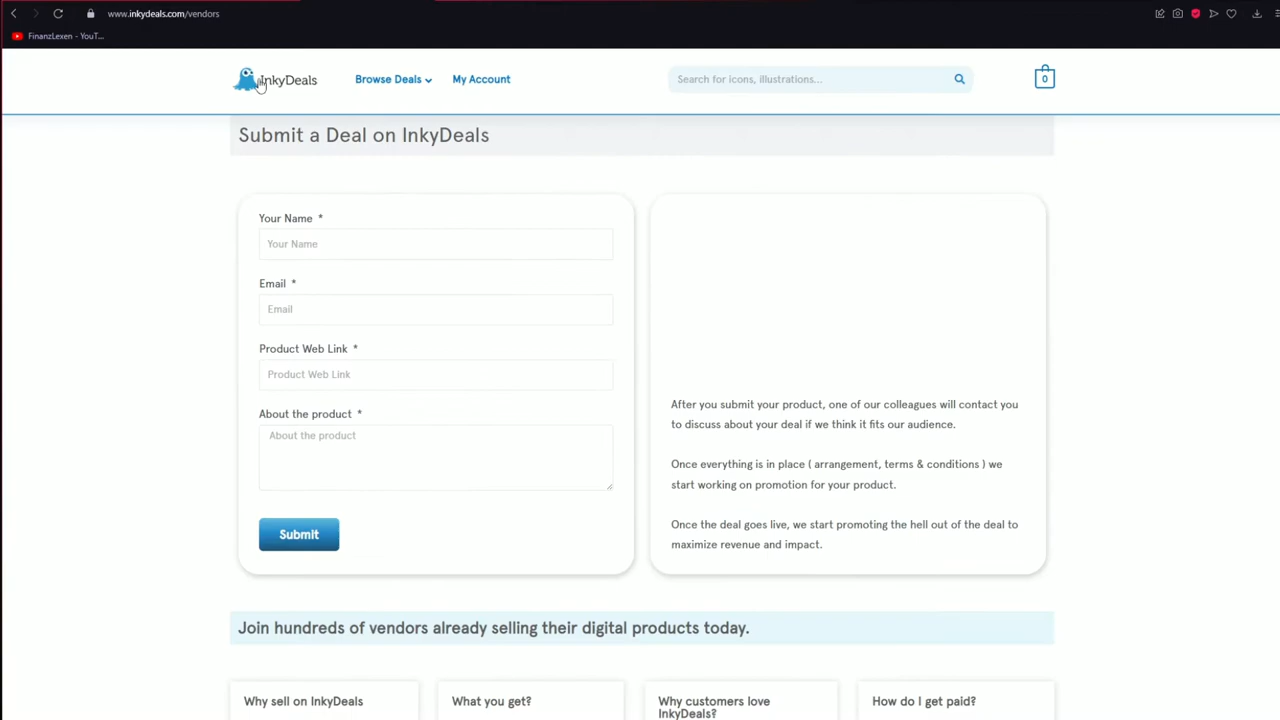 www.inkydeals.com/vendors
FinanzLexen - YouT...
InkyDeals
Browse Deals
My Account
Search for icons, illustrations...
0
Submit a Deal on InkyDeals
Your Name *
Your Name
Email *
Email
Product Web Link *
Product Web Link
About the product *
About the product
Submit
After you submit your product, one of our colleagues will contact you
to discuss about your deal if we think it fits our audience.
Once everything is in place ( arrangement, terms & conditions ) we
start working on promotion for your product.
Once the deal goes live, we start promoting the hell out of the deal to
maximize revenue and impact.
Join hundreds of vendors already selling their digital products today.
Why sell on InkyDeals
What you get?
Why customers love
InkyDeals?
How do I get paid?